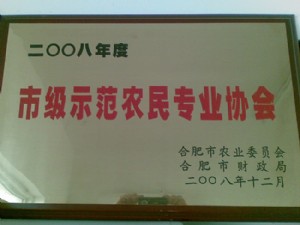 二〇〇八年度
市级示范农民专业协会
合肥市农业委员会
合肥市财政局
二〇〇八年十二月